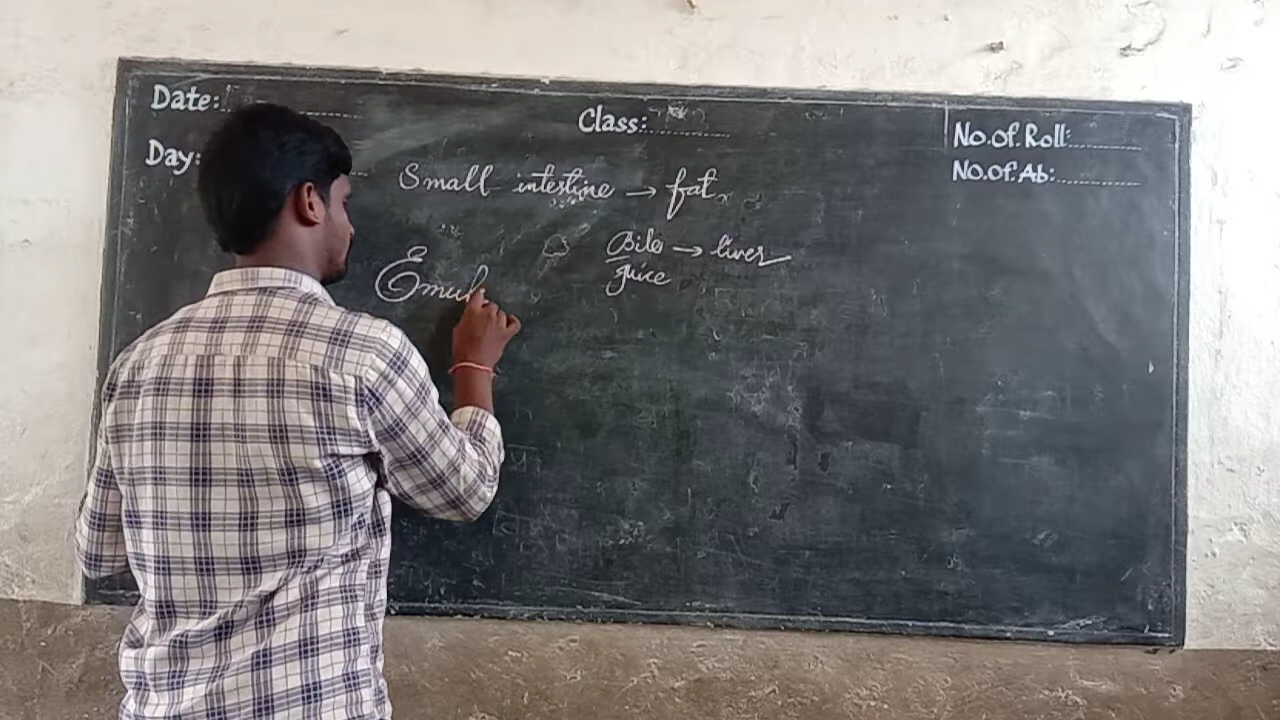 Date:
Class:
No.of.Roll:
Day:
No.of.Ab:
Small intestine → fat
Bile → liver
juice
Emul